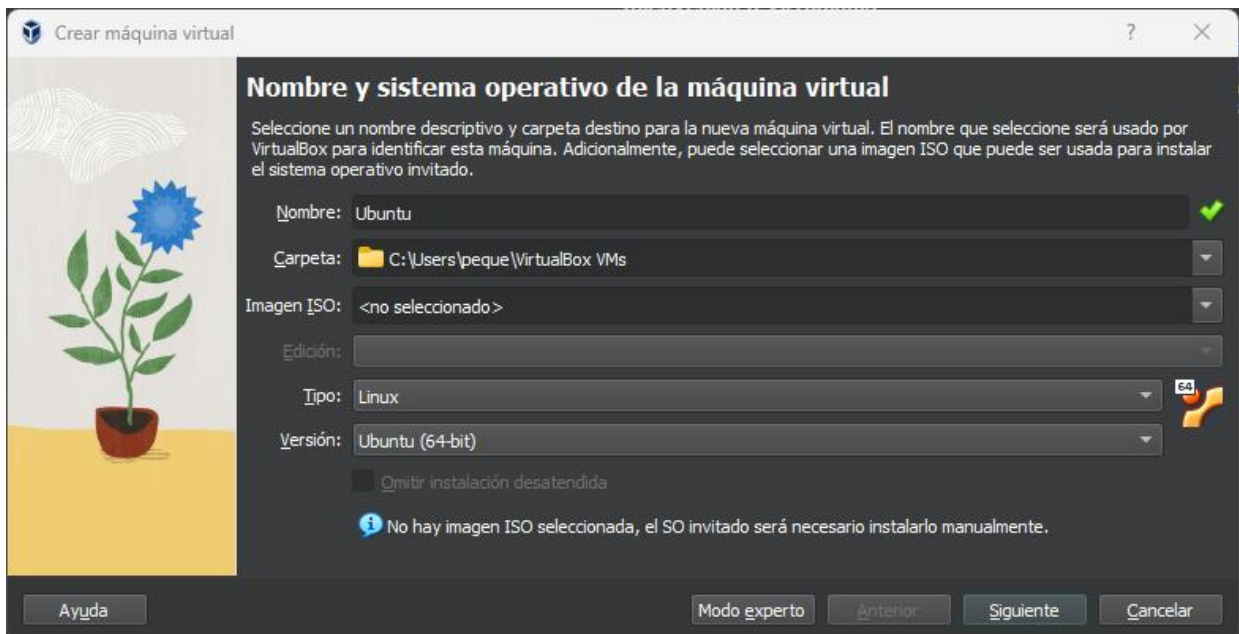 Crear máquina virtual
?
Nombre y sistema operativo de la máquina virtual
Seleccione un nombre descriptivo y carpeta destino para la nueva máquina virtual. El nombre que seleccione será usado por
VirtualBox para identificar esta máquina. Adicionalmente, puede seleccionar una imagen ISO que puede ser usada para instalar
el sistema operativo invitado.
Nombre: Ubuntu
Carpeta: C:\Users\peque\VirtualBox VMs
Imagen ISO: <no seleccionado>
Edición:
Tipo: Linux
64
Versión: Ubuntu (64-bit)
Omitir instalación desatendida
No hay imagen ISO seleccionada, el SO invitado será necesario instalarlo manualmente.
Ayuda Modo experto Anterior Siguiente Cancelar